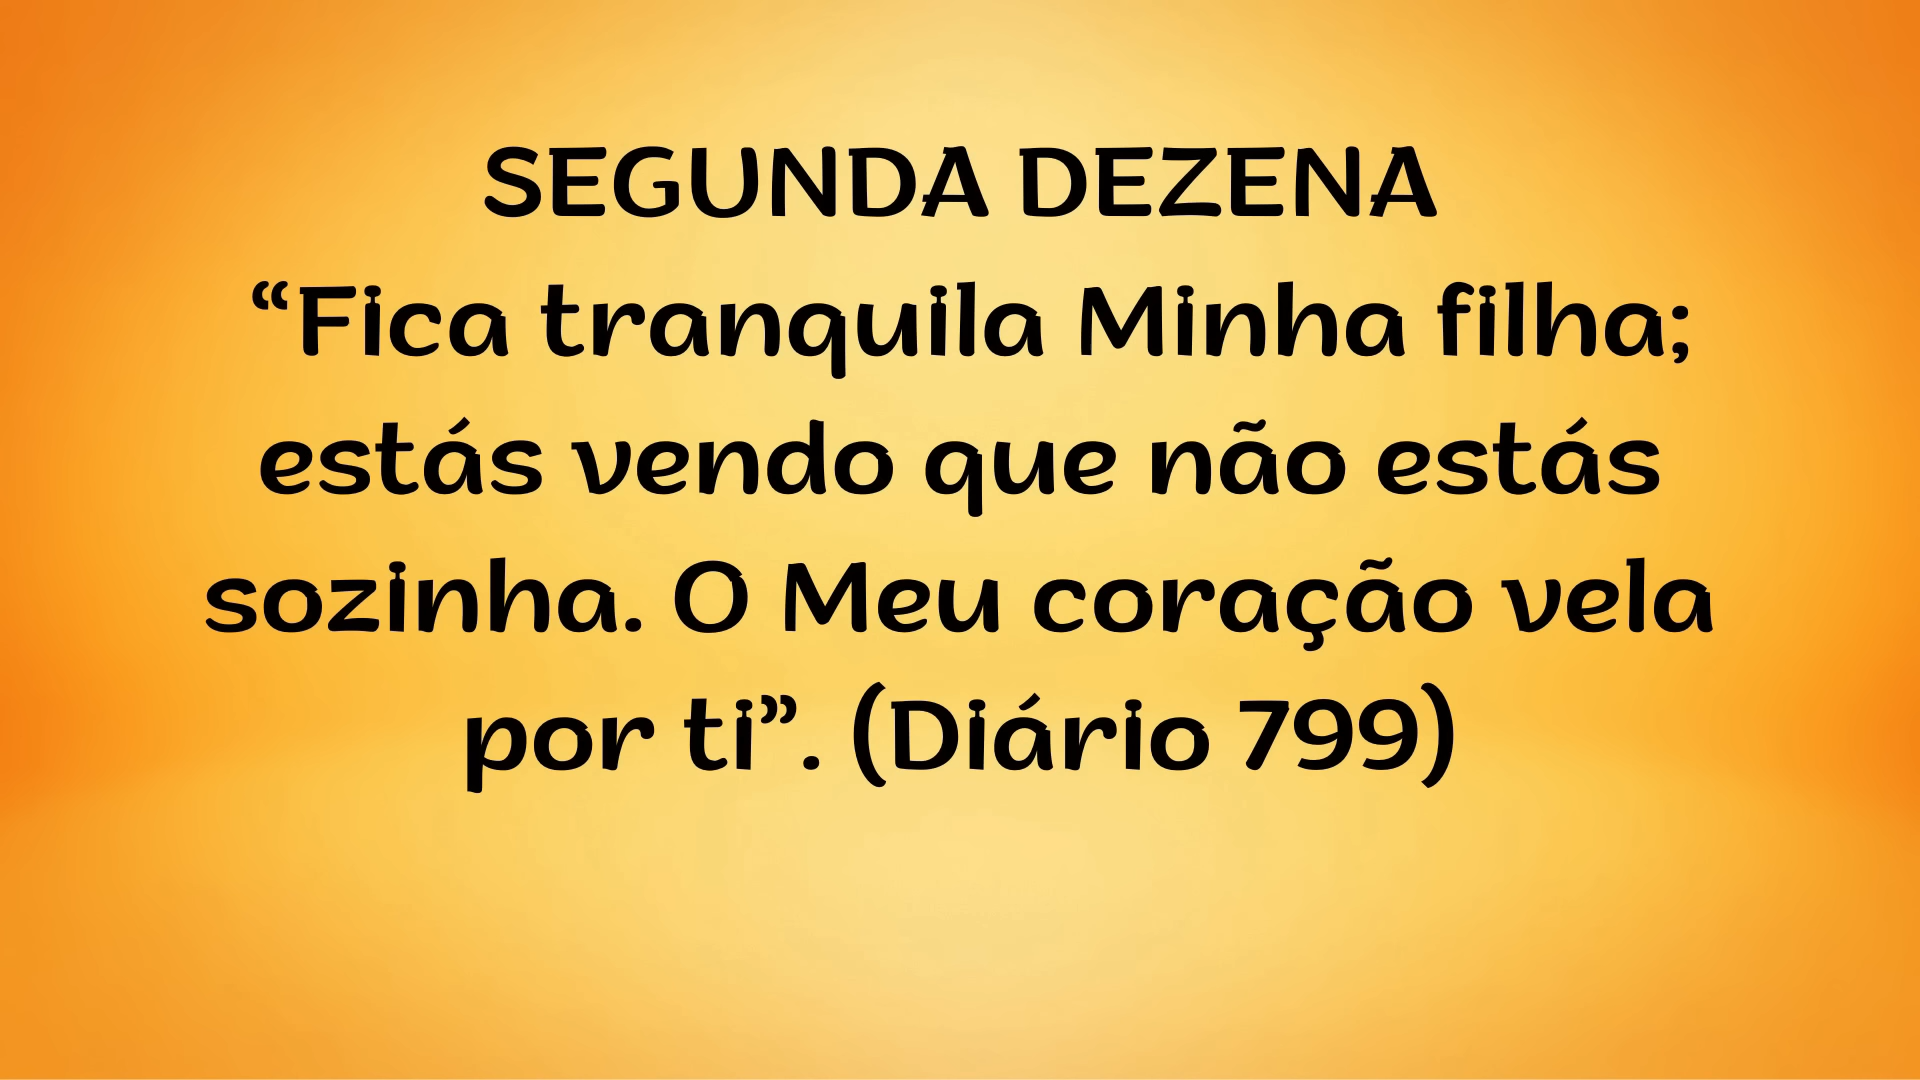 SEGUNDA DEZENA
“Fica tranquila Minha filha;
estás vendo que não estás
sozinha. O Meu coração vela
por ti”. (Diário 799)